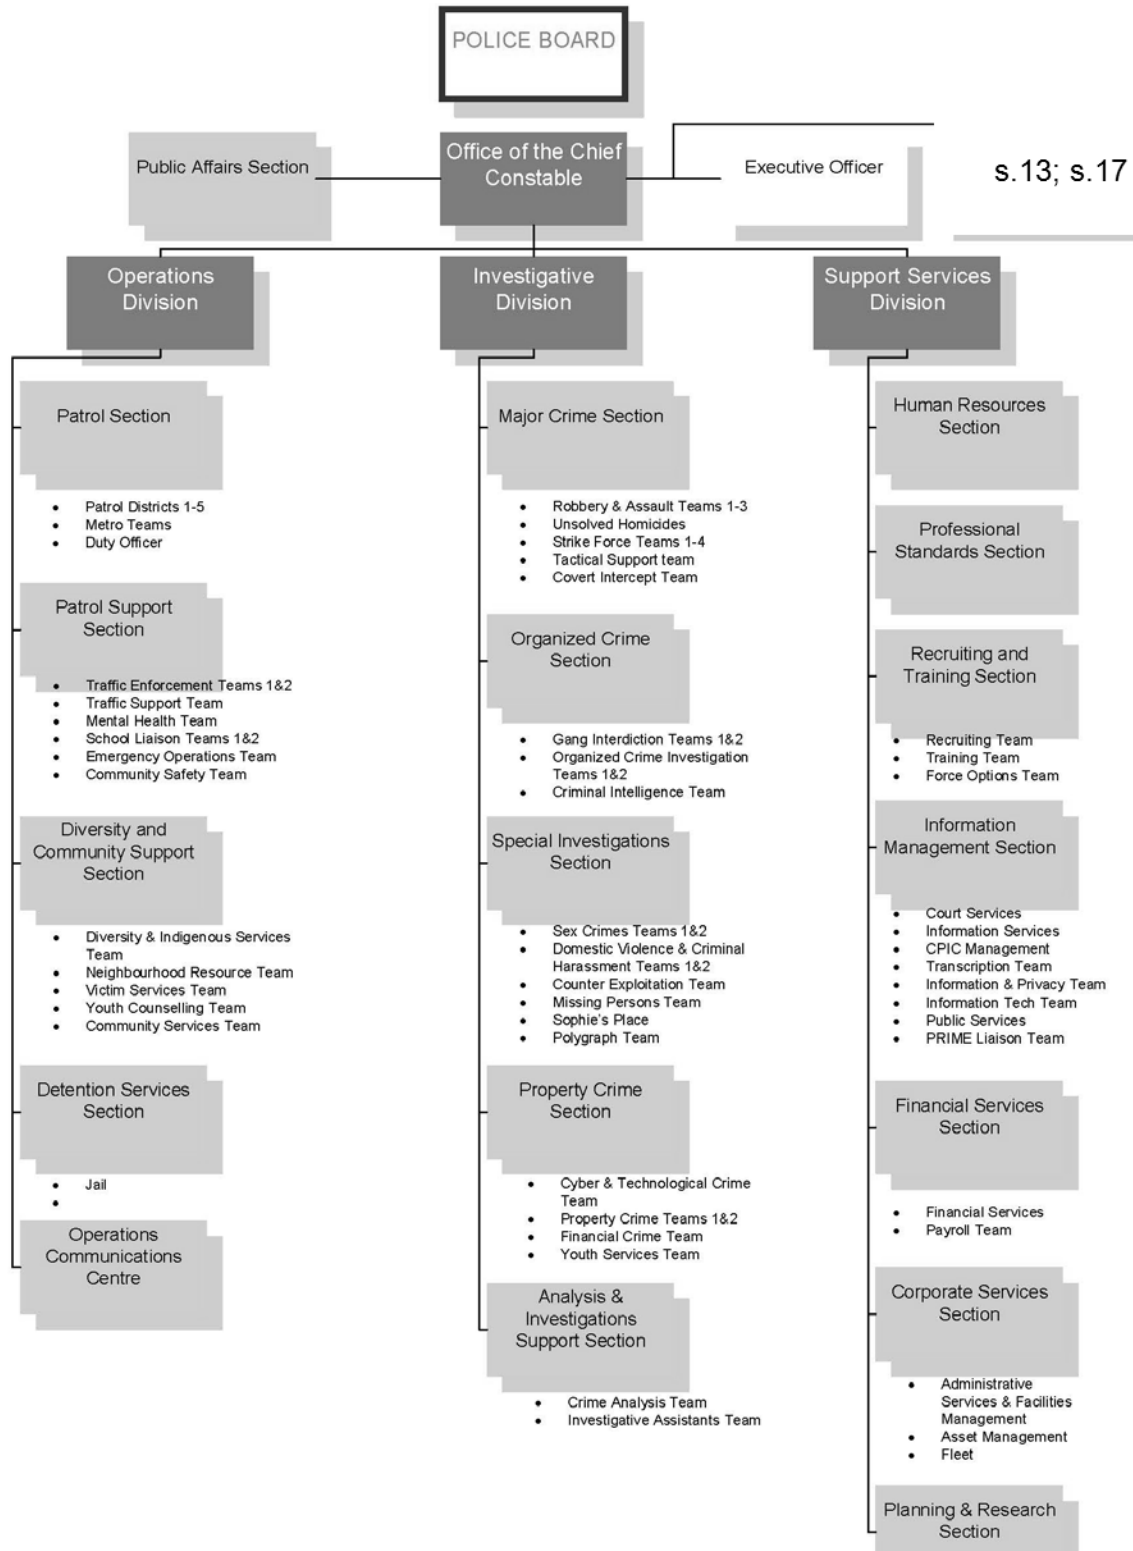 POLICE BOARD
Public Affairs Section
Office of the Chief
Constable
Executive Officer
s.13; s.17
Operations
Division
Investigative
Division
Support Services
Division
Patrol Section
• Patrol Districts 1-5
• Metro Teams
• Duty Officer
Patrol Support
Section
• Traffic Enforcement Teams 1&2
• Traffic Support Team
• Mental Health Team
• School Liaison Teams 1&2
• Emergency Operations Team
• Community Safety Team
Diversity and
Community Support
Section
• Diversity & Indigenous Services
Team
• Neighbourhood Resource Team
• Victim Services Team
• Youth Counselling Team
• Community Services Team
Detention Services
Section
• Jail
•
Operations
Communications
Centre
Major Crime Section
• Robbery & Assault Teams 1-3
• Unsolved Homicides
• Strike Force Teams 1-4
• Tactical Support team
• Covert Intercept Team
Organized Crime
Section
• Gang Interdiction Teams 1&2
• Organized Crime Investigation
Teams 1&2
• Criminal Intelligence Team
Special Investigations
Section
• Sex Crimes Teams 1&2
• Domestic Violence & Criminal
Harassment Teams 1&2
• Counter Exploitation Team
• Missing Persons Team
• Sophie's Place
• Polygraph Team
Property Crime
Section
• Cyber & Technological Crime
Team
• Property Crime Teams 1&2
• Financial Crime Team
• Youth Services Team
Analysis &
Investigations
Support Section
• Crime Analysis Team
• Investigative Assistants Team
Human Resources
Section
Professional
Standards Section
Recruiting and
Training Section
• Recruiting Team
• Training Team
• Force Options Team
Information
Management Section
• Court Services
• Information Services
• CPIC Management
• Transcription Team
• Information & Privacy Team
• Information Tech Team
• Public Services
• PRIME Liaison Team
Financial Services
Section
• Financial Services
• Payroll Team
Corporate Services
Section
• Administrative
Services & Facilities
Management
• Asset Management
• Fleet
Planning & Research
Section